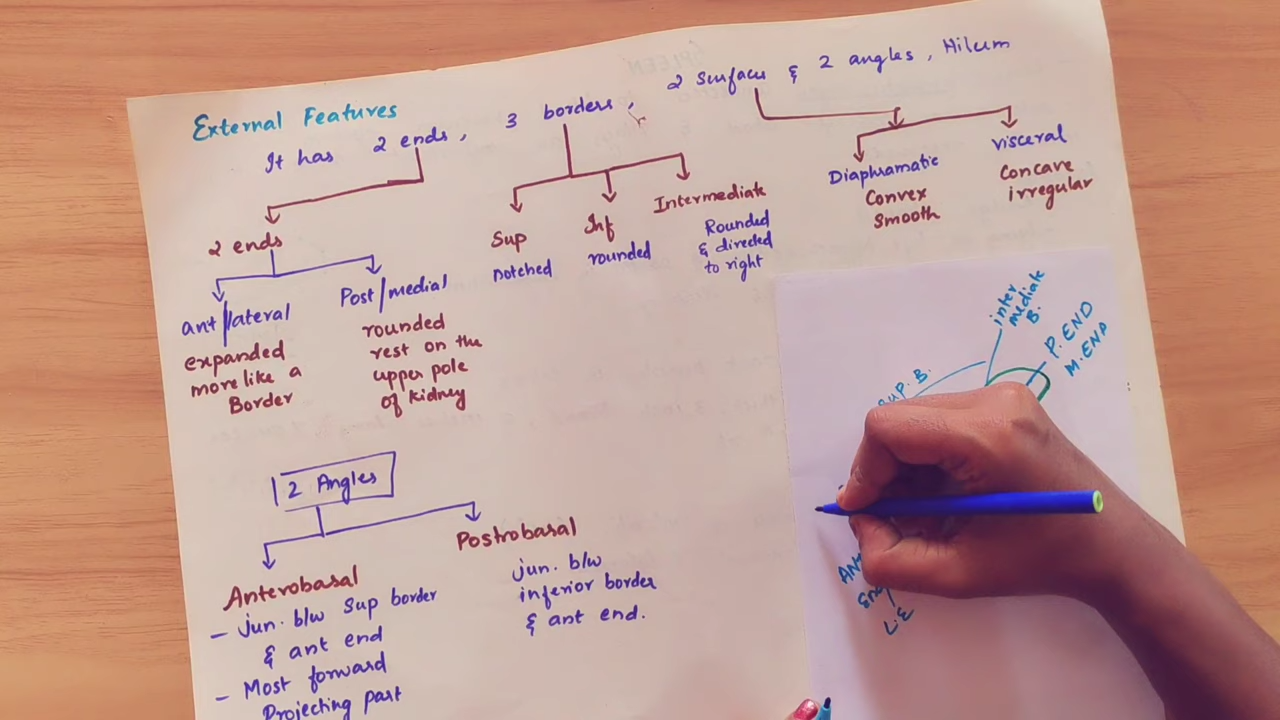 External Features
It has 2 ends, 3 borders, 2 surfaces & 2 angles, Hilum
2 ends
ant/lateral
expanded
more like a
Border
Post/medial
rounded
rest on the
upper pole
of kidney
Sup
notched
Inf
rounded
Intermediate
Rounded
& directed
to right
Diaphramatic
Convex
Smooth
visceral
Concave
irregular
2 Angles
Anterobasal
- Jun. b/w Sup border
& ant end
- Most forward
Projecting part
Postrobasal
jun. b/w
inferior border
& ant end.
inter
mediate
B.
P. END
M. END
Sup. B.
L.E